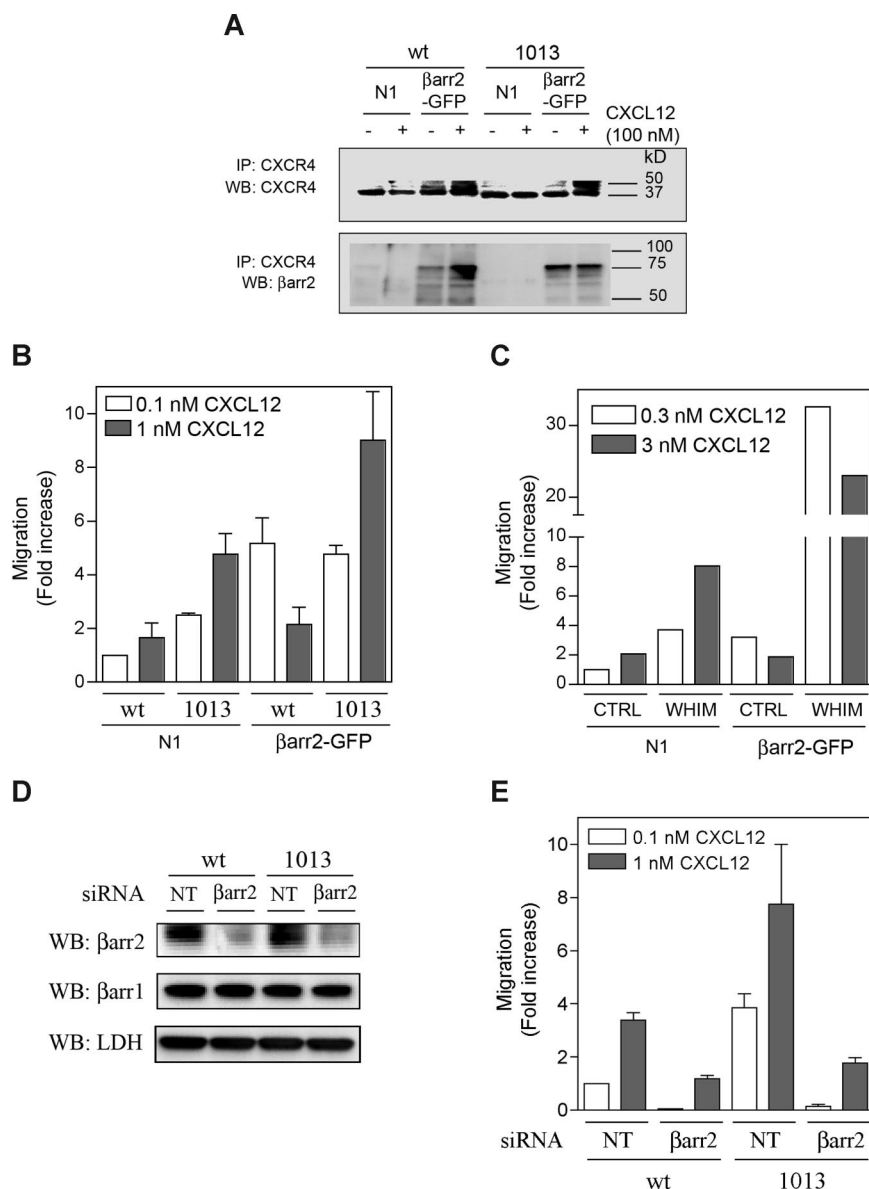 A
wt 1013
N1 βarr2 -GFP N1 βarr2 -GFP CXCL12 (100 nM)
- + - + - + - +
kD
IP: CXCR4
WB: CXCR4
50
37
IP: CXCR4
WB: βarr2
100
75
50
B
0.1 nM CXCL12
1 nM CXCL12
Migration
(Fold increase)
10
8
6
4
2
0
wt 1013 wt 1013
N1 βarr2-GFP
C
0.3 nM CXCL12
3 nM CXCL12
Migration
(Fold increase)
30
20
8
6
4
2
0
CTRL WHIM CTRL WHIM
N1 βarr2-GFP
D
wt 1013
siRNA NT βarr2 NT βarr2
WB: βarr2
WB: βarr1
WB: LDH
E
0.1 nM CXCL12
1 nM CXCL12
Migration
(Fold increase)
10
8
6
4
2
0
siRNA NT βarr2 NT βarr2
wt 1013